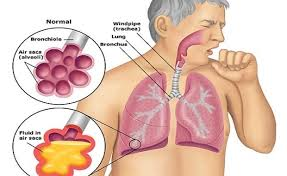 Normal
Bronchiole
Air sacs
(alveoli)
Windpipe
(trachea)
Lung
Bronchus
Fluid in
air sacs